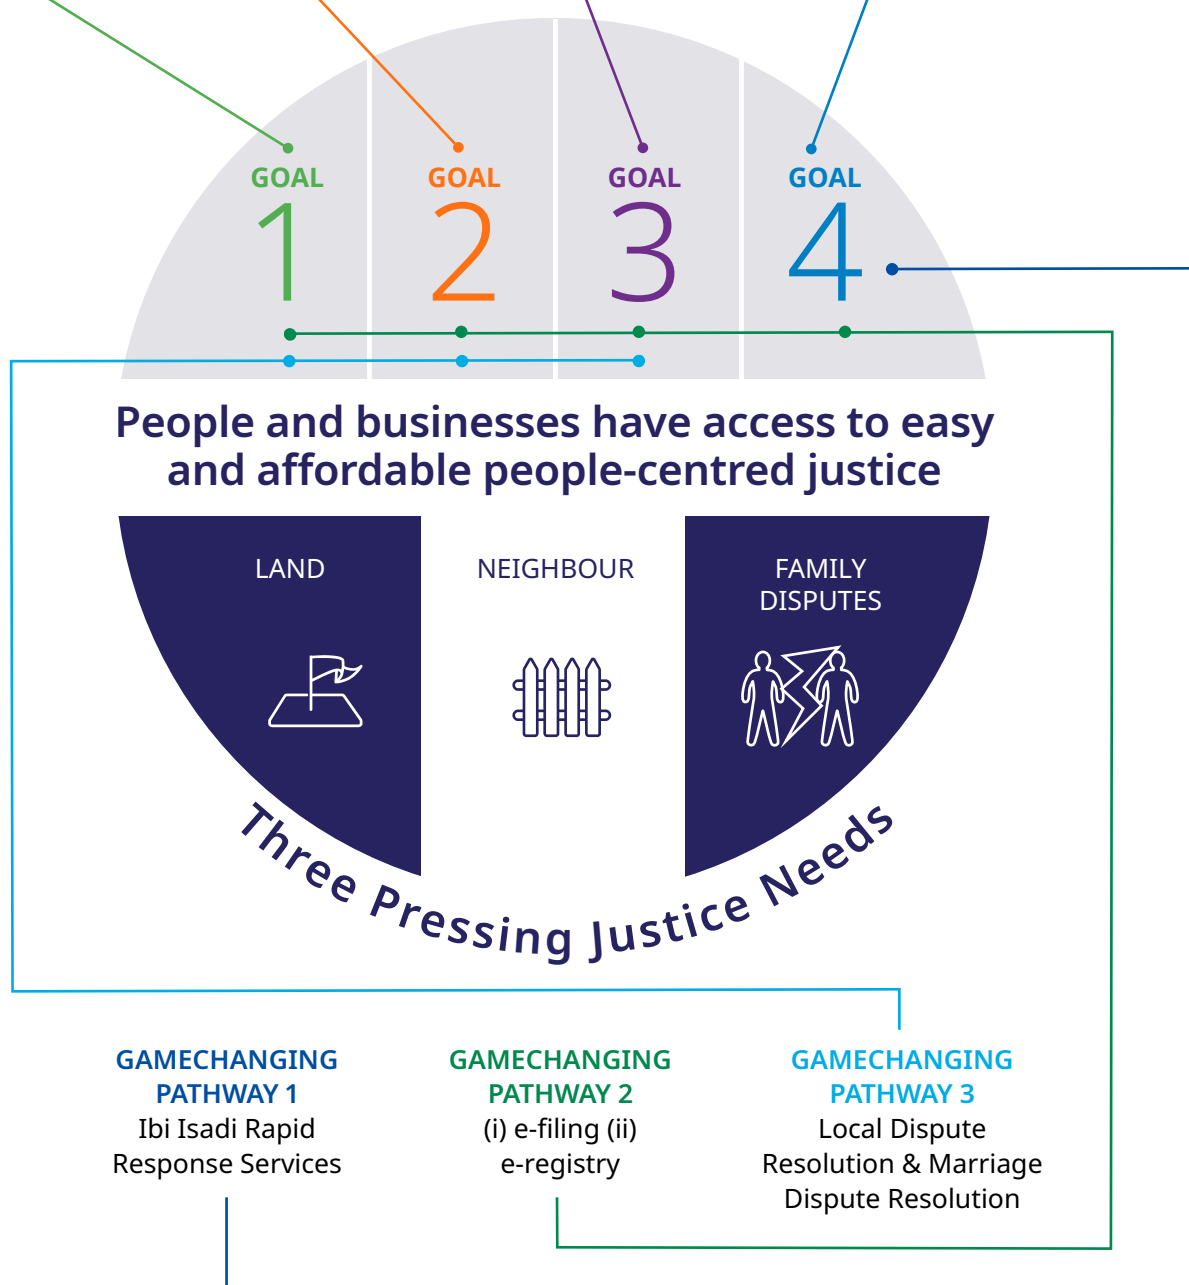 GOAL
1
GOAL
2
GOAL
3
GOAL
4
People and businesses have access to easy
and affordable people-centred justice
LAND
NEIGHBOUR
FAMILY
DISPUTES
Three Pressing Justice Needs
GAMECHANGING
PATHWAY 1
Ibi Isadi Rapid
Response Services
GAMECHANGING
PATHWAY 2
(i) e-filing (ii)
e-registry
GAMECHANGING
PATHWAY 3
Local Dispute
Resolution & Marriage
Dispute Resolution